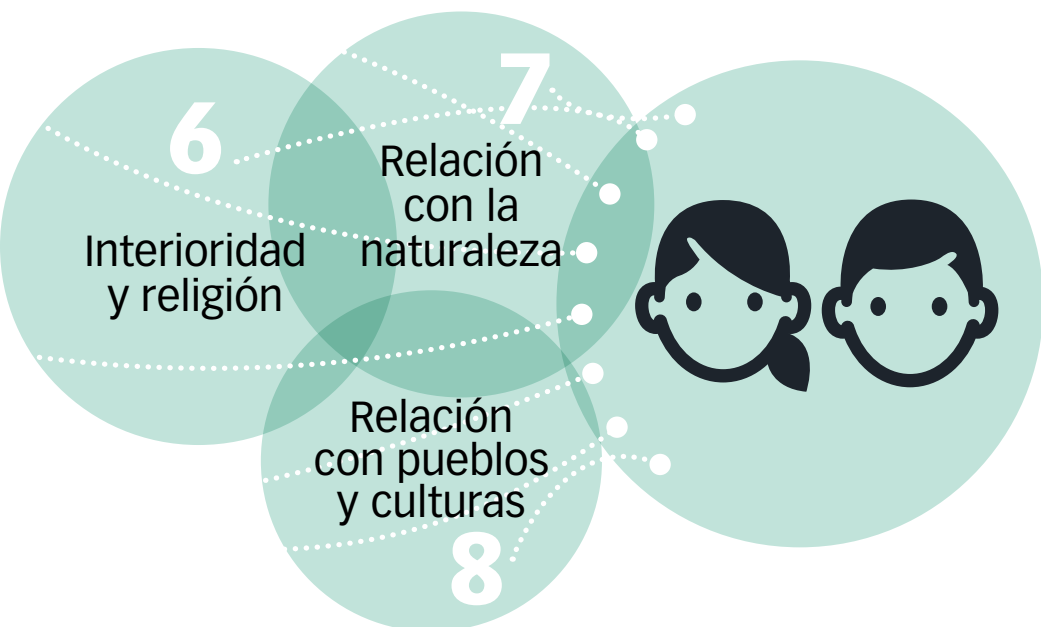 6
Interioridad
y religión
7
Relación
con la
naturaleza
Relación
con pueblos
y culturas
8